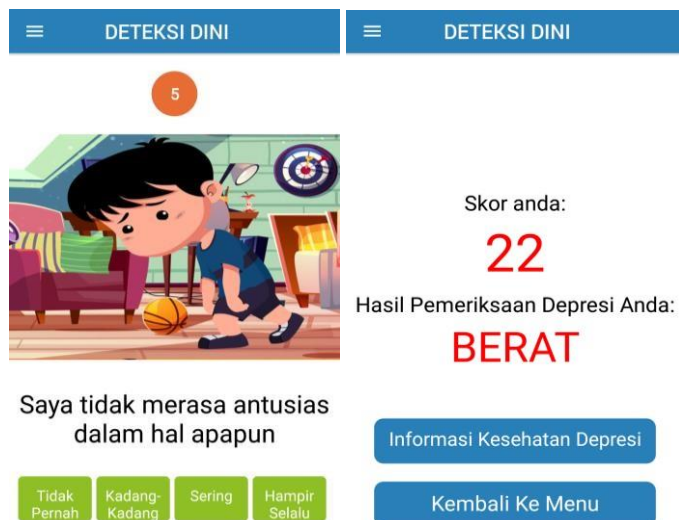 DETEKSI DINI
5
Saya tidak merasa antusias
dalam hal apapun
Tidak
Pernah
Kadang-
Kadang
Sering
Hampir
Selalu
DETEKSI DINI
Skor anda:
22
Hasil Pemeriksaan Depresi Anda:
BERAT
Informasi Kesehatan Depresi
Kembali Ke Menu